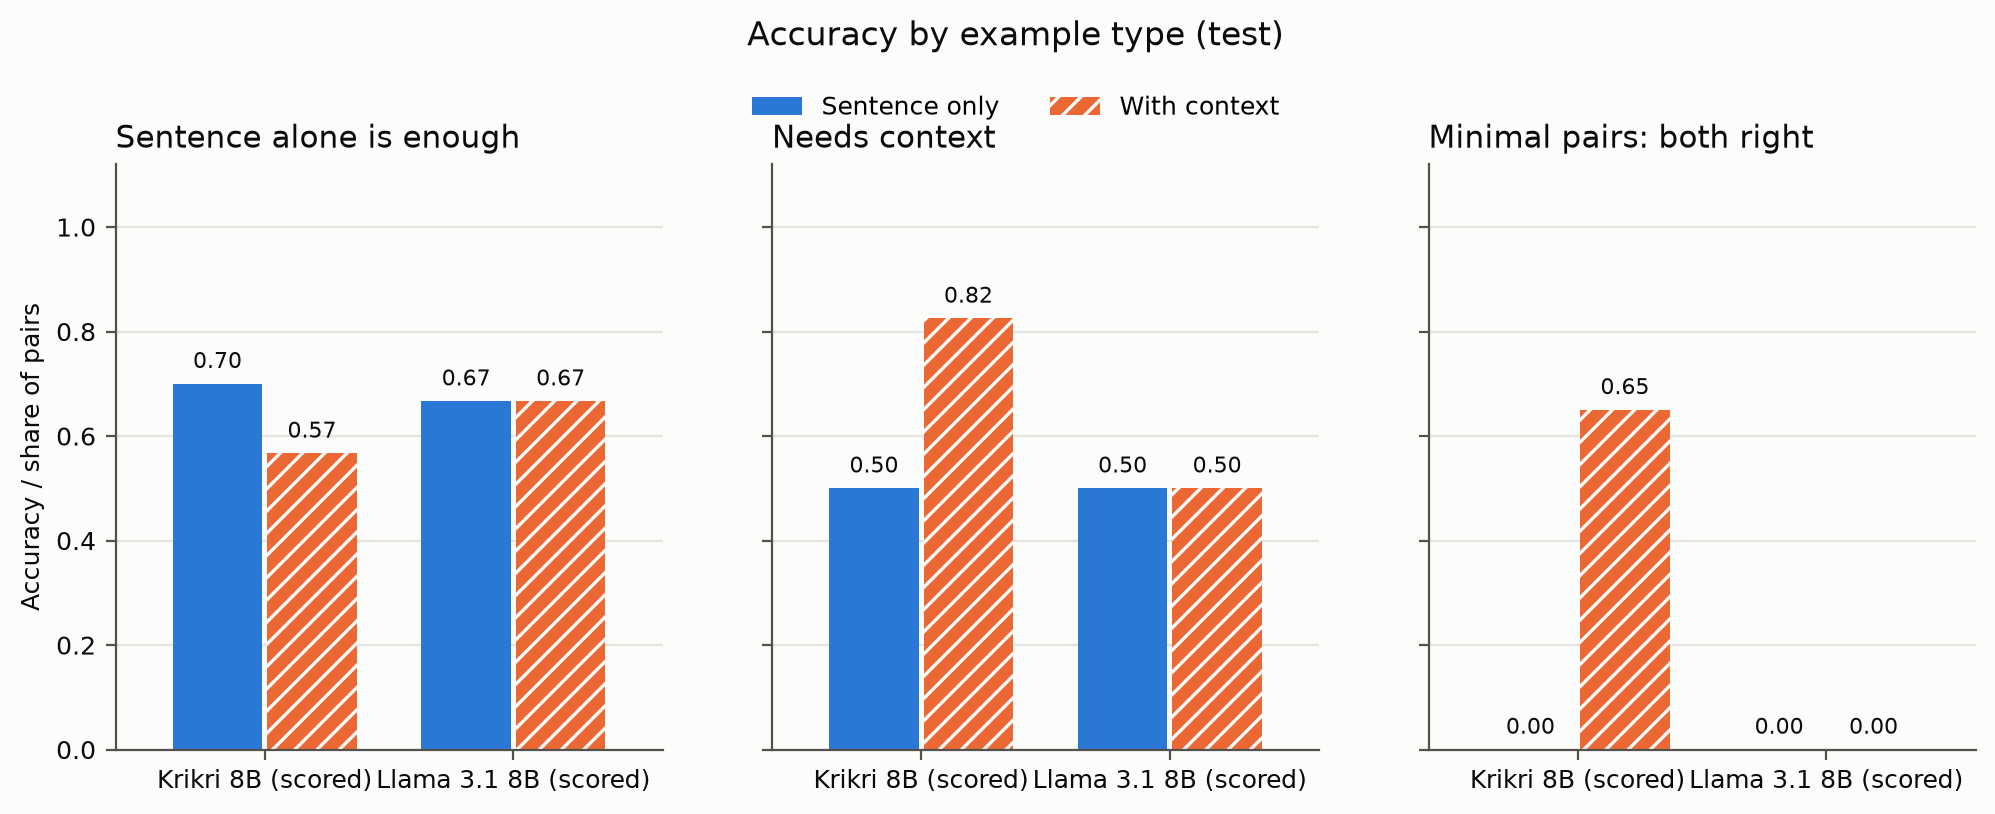 Accuracy by example type (test)
Sentence only
With context
Sentence alone is enough
Needs context
Minimal pairs: both right
Accuracy / share of pairs
1.0
0.8
0.6
0.4
0.2
0.0
0.70
0.57
0.67
0.67
Krikri 8B (scored)
Llama 3.1 8B (scored)
0.50
0.82
0.50
0.50
Krikri 8B (scored)
Llama 3.1 8B (scored)
0.00
0.65
0.00
0.00
Krikri 8B (scored)
Llama 3.1 8B (scored)